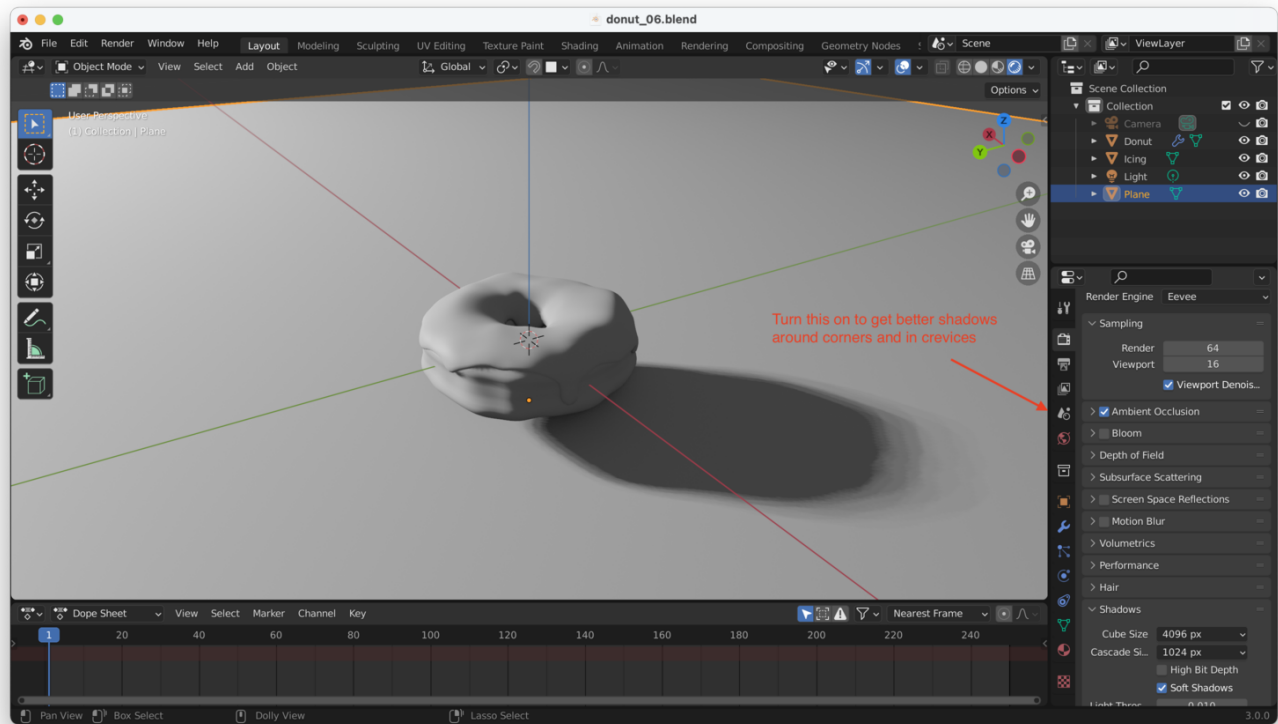 donut_06.blend
File Edit Render Window Help Layout Modeling Sculpting UV Editing Texture Paint Shading Animation Rendering Compositing Geometry Nodes Scene ViewLayer
Object Mode View Select Add Object Global
Options
User Perspective
(1) Collection | Plane
Z
X
Y
Turn this on to get better shadows
around corners and in crevices
Scene Collection
Collection
Camera
Donut
Icing
Light
Plane
Render Engine Eevee
Sampling
Render 64
Viewport 16
Viewport Denois...
Ambient Occlusion
Bloom
Depth of Field
Subsurface Scattering
Screen Space Reflections
Motion Blur
Volumetrics
Performance
Hair
Shadows
Cube Size 4096 px
Cascade Si... 1024 px
High Bit Depth
Soft Shadows
Light Thres... 0.010
Dope Sheet View Select Marker Channel Key Nearest Frame
1 20 40 60 80 100 120 140 160 180 200 220 240
Pan View Box Select Dolly View Lasso Select 3.0.0